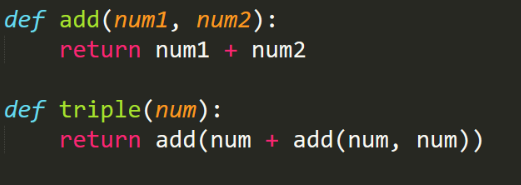 def add(num1, num2):
    return num1 + num2
def triple(num):
    return add(num + add(num, num))